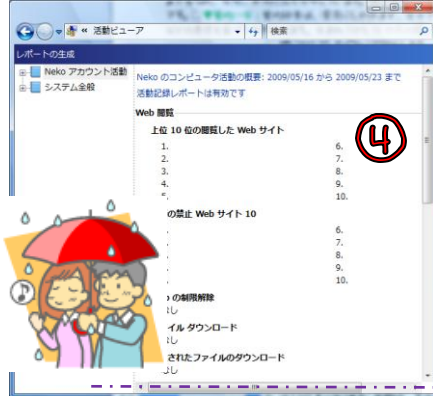 « 活動ビューア
検索
レポートの生成
Neko アカウント活動
システム全般
Neko のコンピュータ活動の概要: 2009/05/16 から 2009/05/23 まで
活動記録レポートは有効です
Web 閲覧
上位 10 位の閲覧した Web サイト
1. 6.
2. 7.
3. 8.
4. 9.
10.
の禁止 Web サイト 10
6.
7.
8.
9.
10.
の制限解除
し
イル ダウンロード
し
されたファイルのダウンロード
し
4